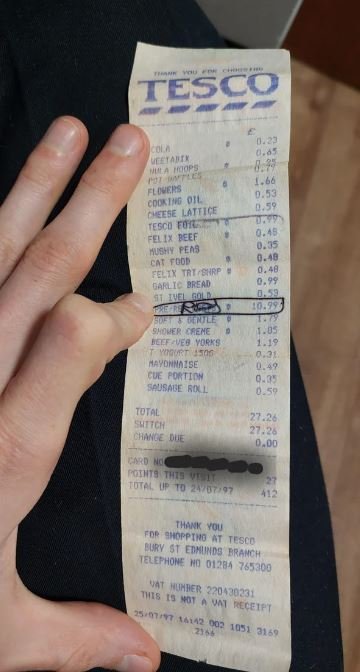 THANK YOU FOR CHOOSING
TESCO
£
COLA * 0.23
WEETABIX 0.65
HULA HOOPS *
POT WAFFLES
FLOWERS * 1.66
COOKING OIL 0.53
CHEESE LATTICE 0.59
TESCO FOIL * 0.99
FELIX BEEF * 0.48
MUSHY PEAS 0.35
CAT FOOD * 0.48
FELIX TRI/SHRP * 0.48
GARLIC BREAD 0.99
ST IVEL GOLD 0.53
* 10.99
SOFT & GENTLE * 1.79
SHOWER CREME * 1.85
BEEF/VEG YORKS 1.19
T YOGURT 150G 0.31
MAYONNAISE 0.49
CUE PORTION 0.35
SAUSAGE ROLL 0.59
TOTAL 27.26
SWITCH 27.26
CHANGE DUE 0.00
CARD NO
POINTS THIS VISIT 27
TOTAL UP TO 24/07/97 412
THANK YOU
FOR SHOPPING AT TESCO
BURY ST EDMUNDS BRANCH
TELEPHONE NO 01284 765300
VAT NUMBER 220430231
THIS IS NOT A VAT RECEIPT
25/07/97 16:42 002 1051 3169
2166